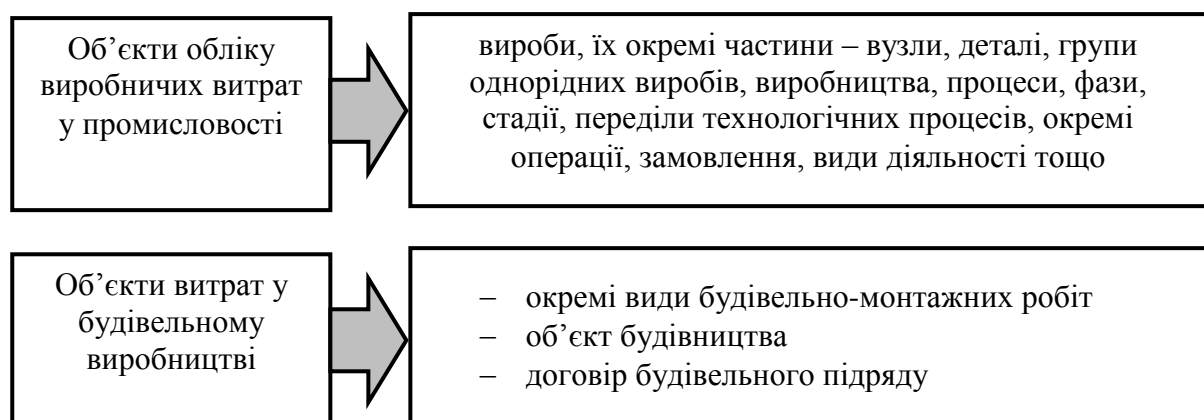 Об’єкти обліку
виробничих витрат
у промисловості
вироби, їх окремі частини – вузли, деталі, групи
однорідних виробів, виробництва, процеси, фази,
стадії, переділи технологічних процесів, окремі
операції, замовлення, види діяльності тощо
Об’єкти витрат у
будівельному
виробництві
– окремі види будівельно-монтажних робіт
– об’єкт будівництва
– договір будівельного підряду